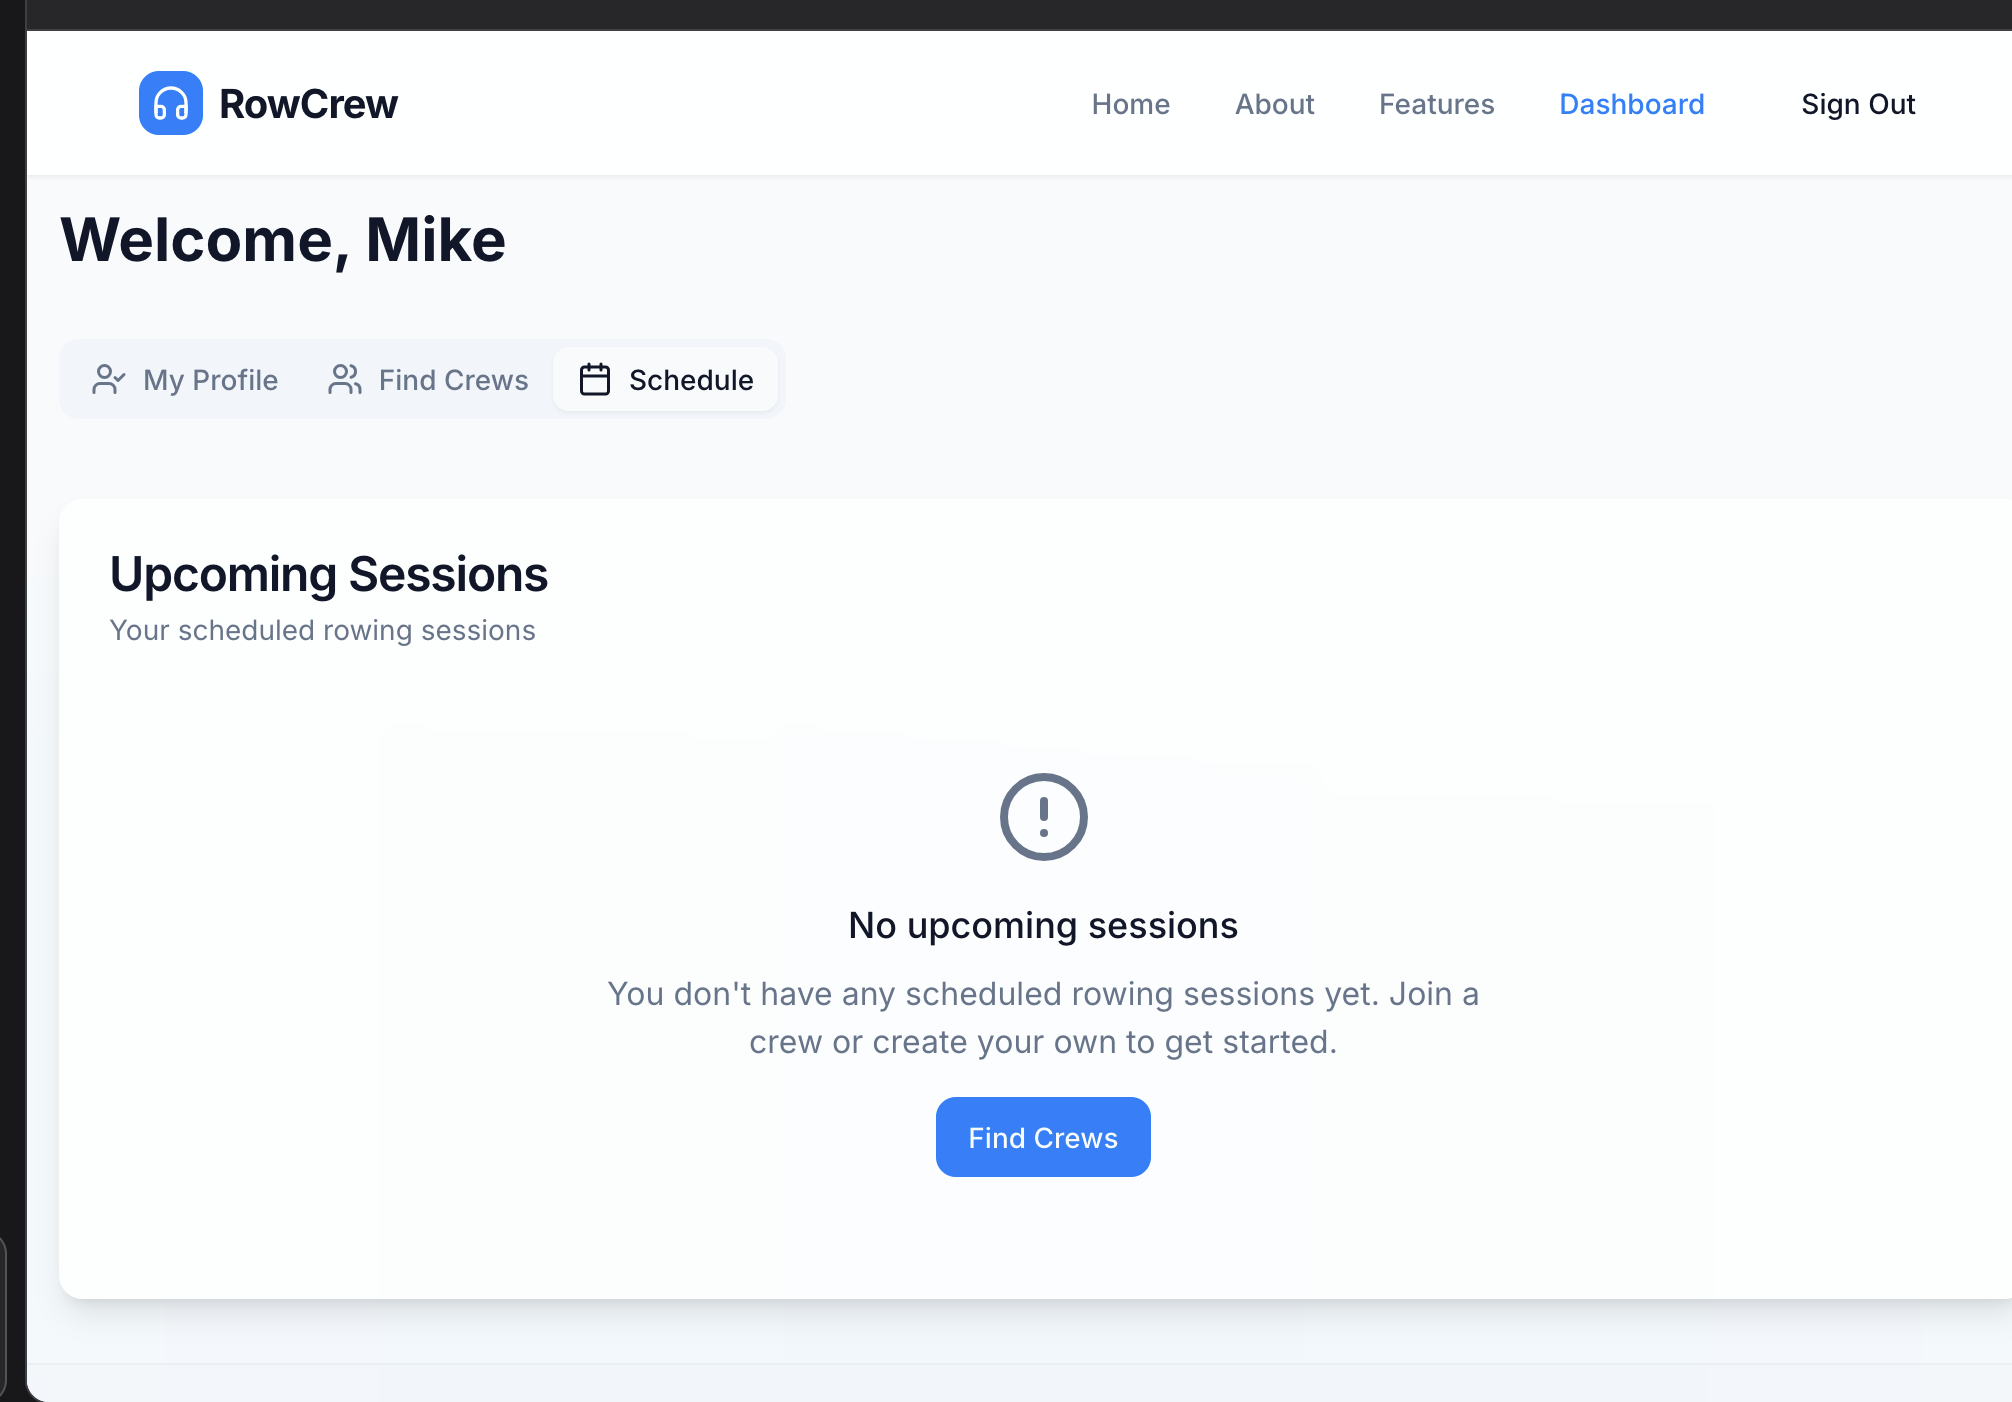 RowCrew
Home
About
Features
Dashboard
Sign Out
Welcome, Mike
My Profile
Find Crews
Schedule
Upcoming Sessions
Your scheduled rowing sessions
No upcoming sessions
You don't have any scheduled rowing sessions yet. Join a
crew or create your own to get started.
Find Crews